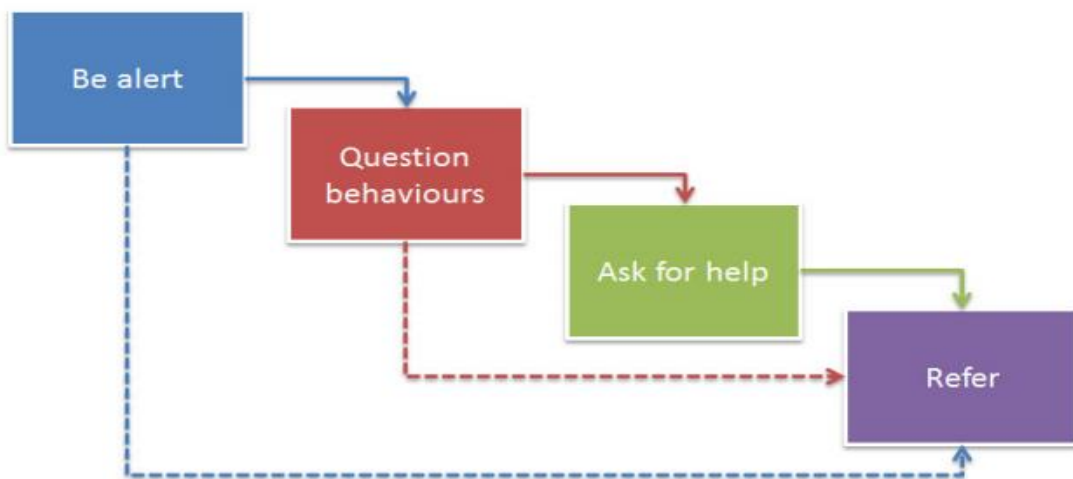 Be alert
Question
behaviours
Ask for help
Refer